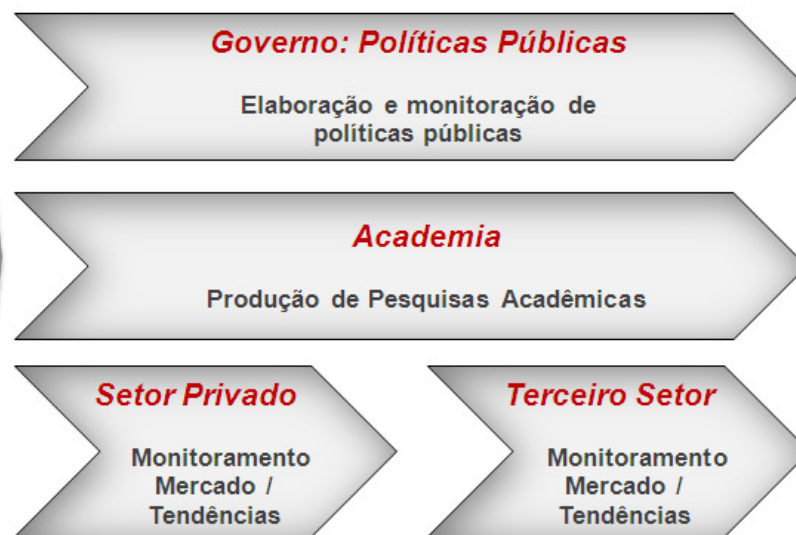 Governo: Políticas Públicas
Elaboração e monitoração de
políticas públicas
Academia
Produção de Pesquisas Acadêmicas
Setor Privado
Monitoramento
Mercado /
Tendências
Terceiro Setor
Monitoramento
Mercado /
Tendências